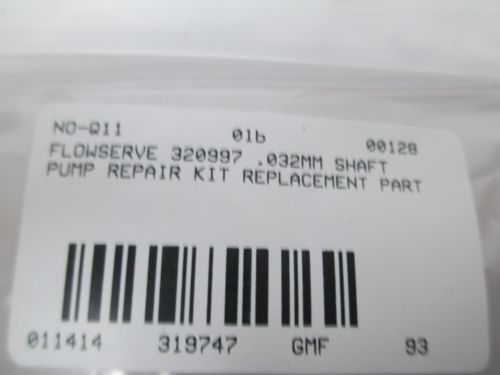 NO-Q11 01b 00128
FLOWSERVE 320997 .032MM SHAFT
PUMP REPAIR KIT REPLACEMENT PART
011414 319747 GMF 93